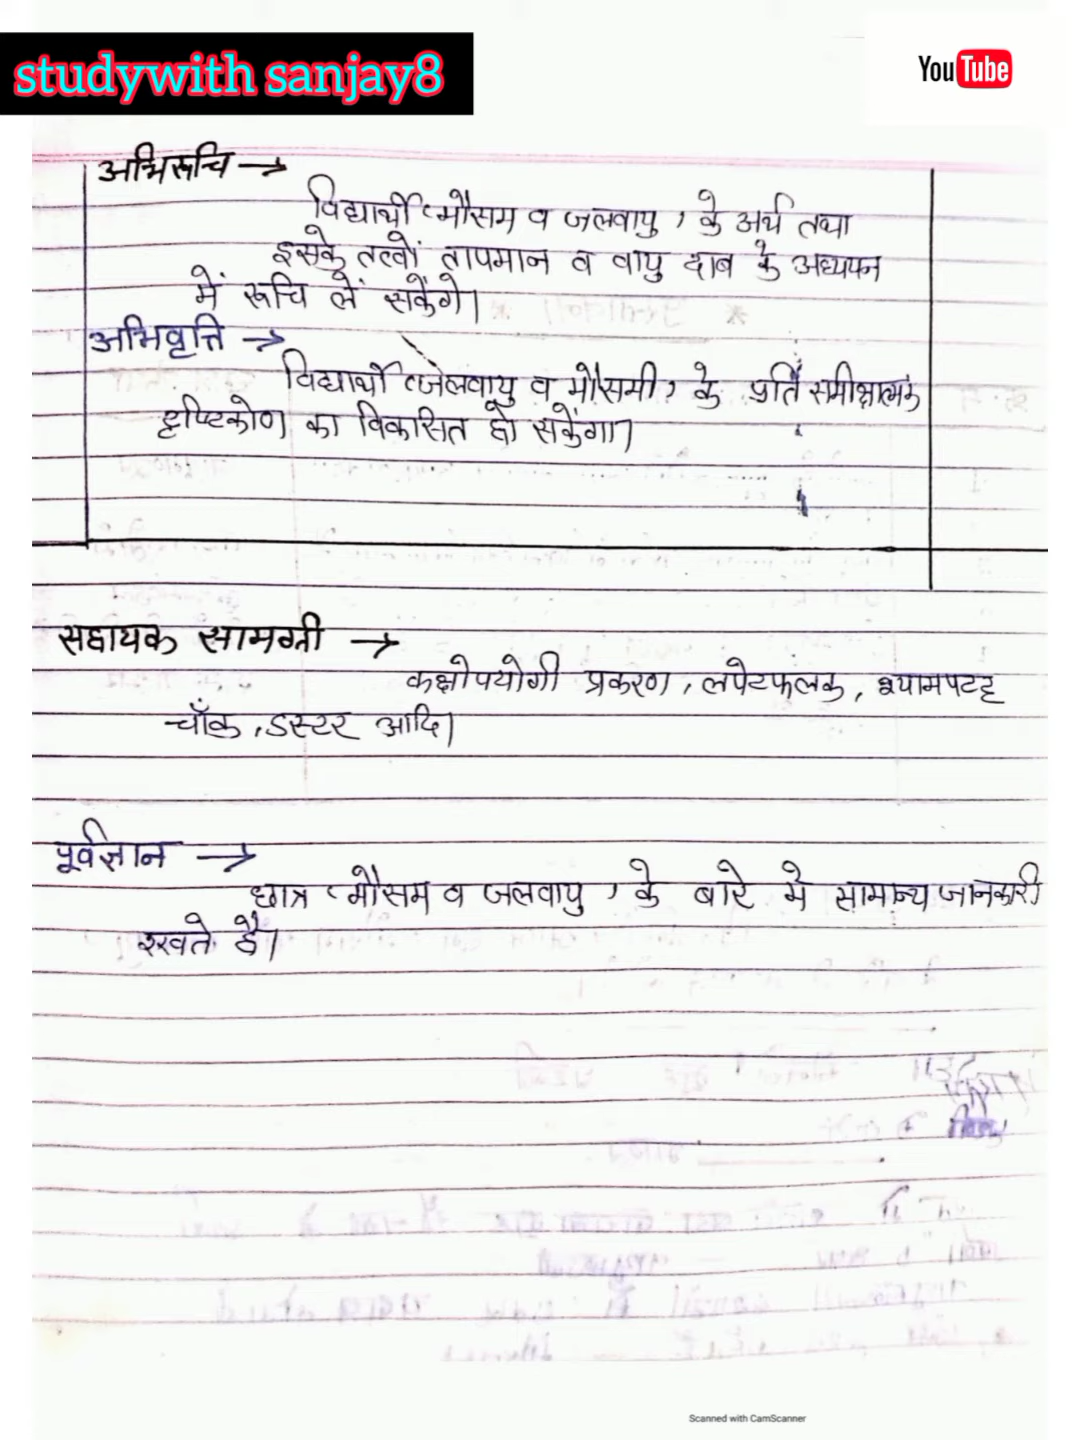 studywith sanjay8
YouTube
अभिरूचि →
विद्यार्थी 'मौसम व जलवायु' के अर्थ तथा
इसके तत्वों तापमान व वायु दाब के अध्ययन
में रूचि लें सकेंगे।
अभिवृत्ति →
विद्यार्थी 'जलवायु व मौसमी' के प्रति समीक्षात्मक
दृष्टिकोण का विकासित हो सकेंगा।
सहायक सामग्री →
कक्षोपयोगी प्रकरण, लपेटफलक, श्यामपटट्
चाँक, डस्टर आदि।
पूर्वज्ञान →
छात्र 'मौसम व जलवायु' के बारे मे सामान्य जानकारी
रखते है।
Scanned with CamScanner